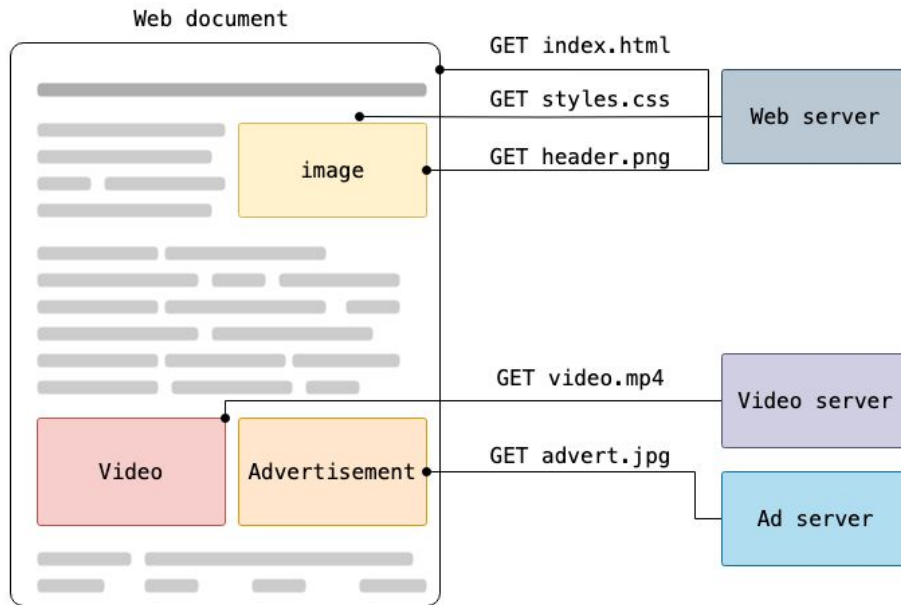 Web document
GET index.html
GET styles.css
Web server
image
GET header.png
GET video.mp4
Video server
Video
Advertisement
GET advert.jpg
Ad server